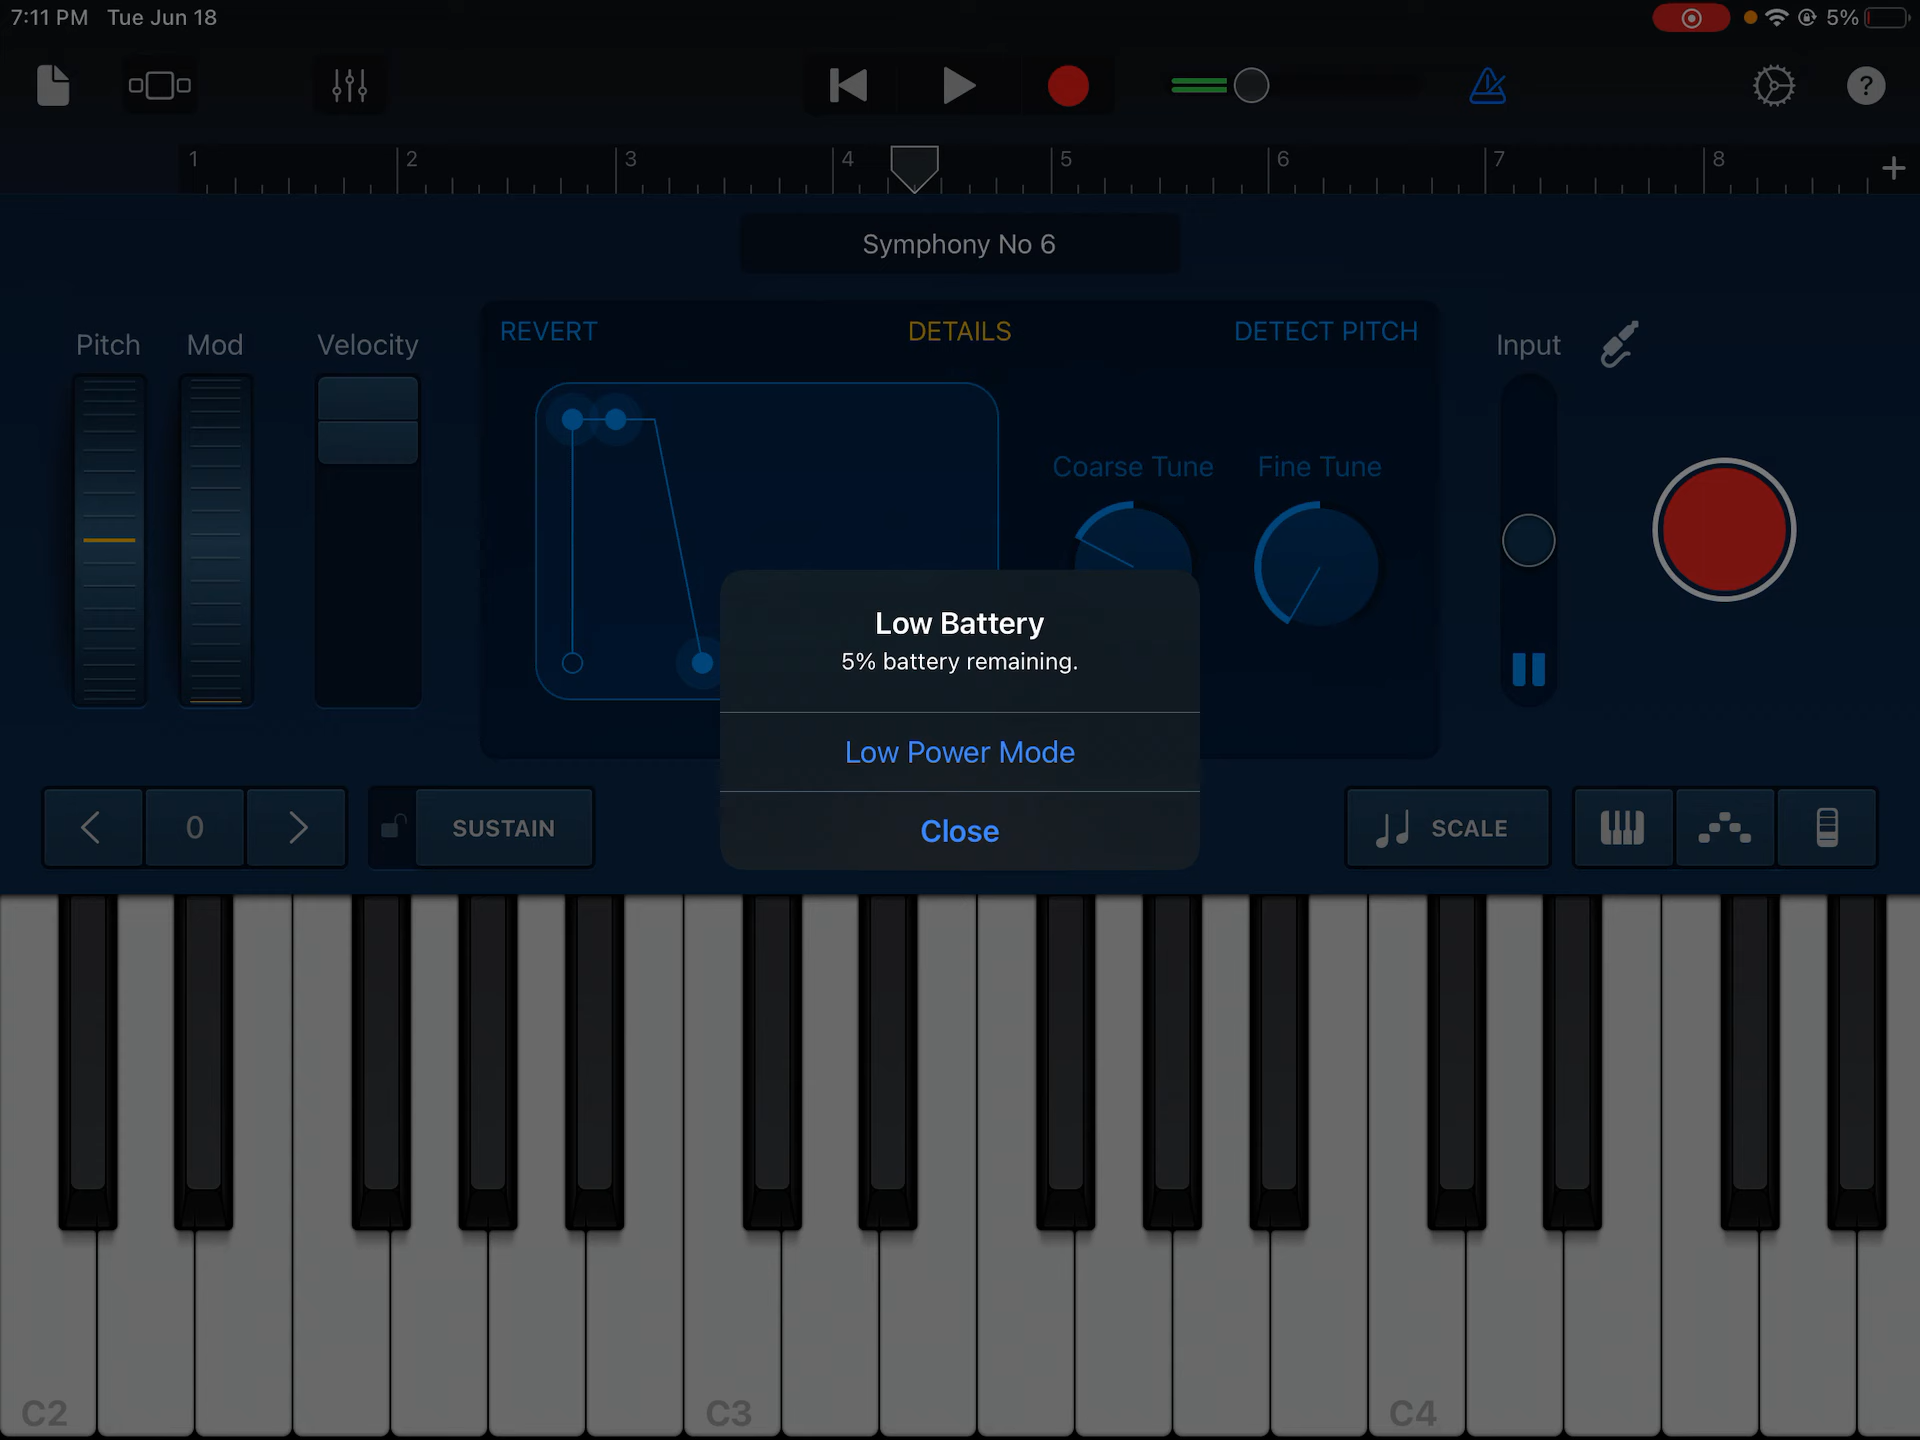 7:11 PM Tue Jun 18
5%
?
1 2 3 4 5 6 7 8 +
Symphony No 6
REVERT DETAILS DETECT PITCH
Pitch Mod Velocity
Input
Coarse Tune Fine Tune
Low Battery
5% battery remaining.
Low Power Mode
Close
0
SUSTAIN
SCALE
C2 C3 C4